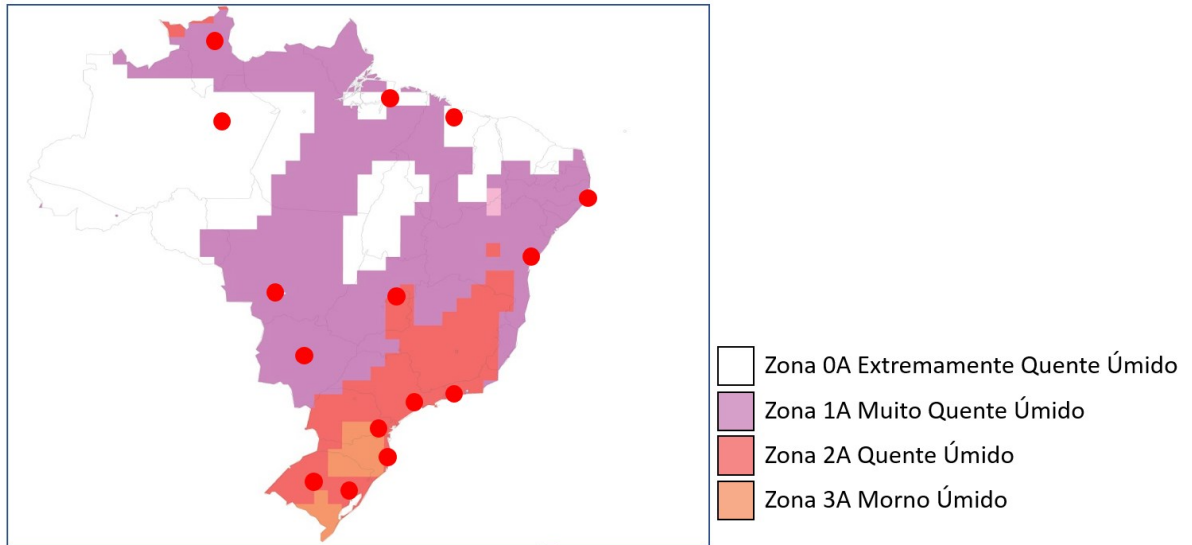 Zona 0A Extremamente Quente Úmido
Zona 1A Muito Quente Úmido
Zona 2A Quente Úmido
Zona 3A Morno Úmido